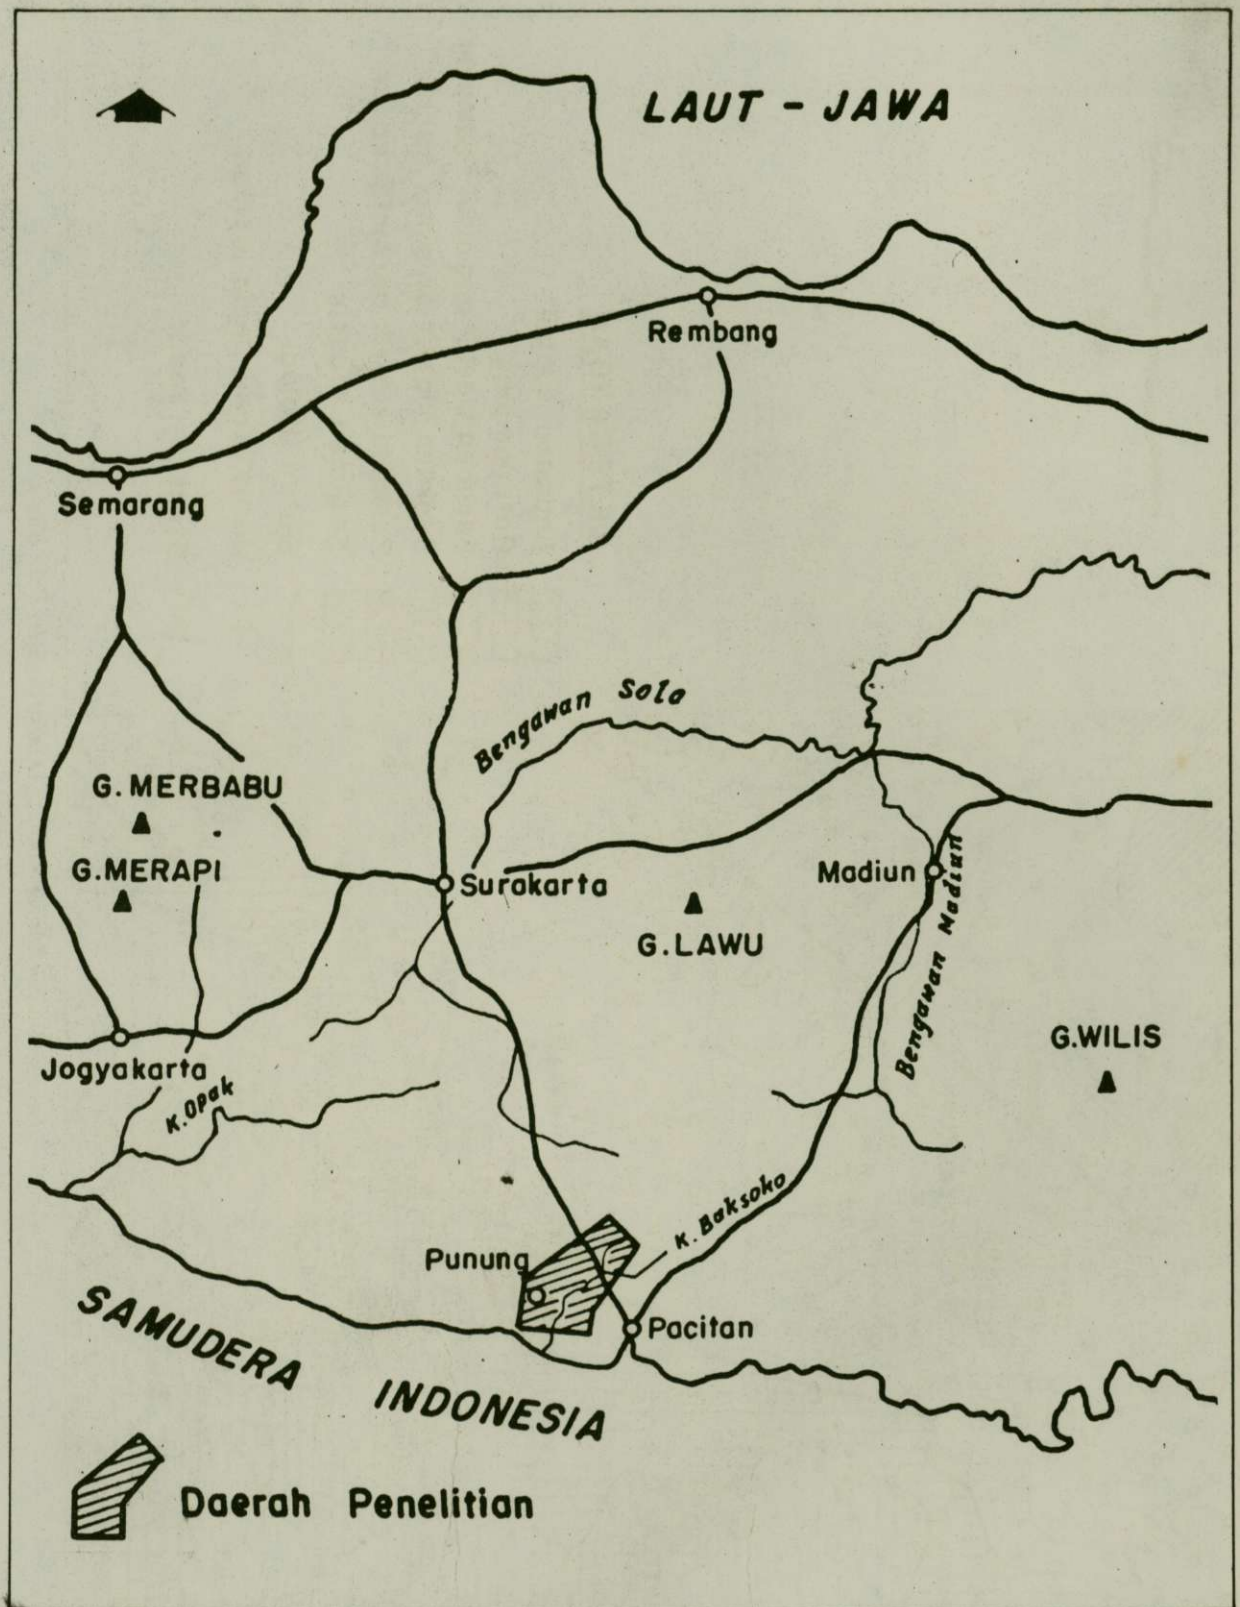 LAUT - JAWA
Rembang
Semarang
Bengawan Solo
G. MERBABU
G.MERAPI
Surakarta
Madiun
G.LAWU
Bengawan Madiun
G.WILIS
Jogyakarta
K.Opak
K. Baksoko
Punung
Pacitan
SAMUDERA INDONESIA
Daerah Penelitian